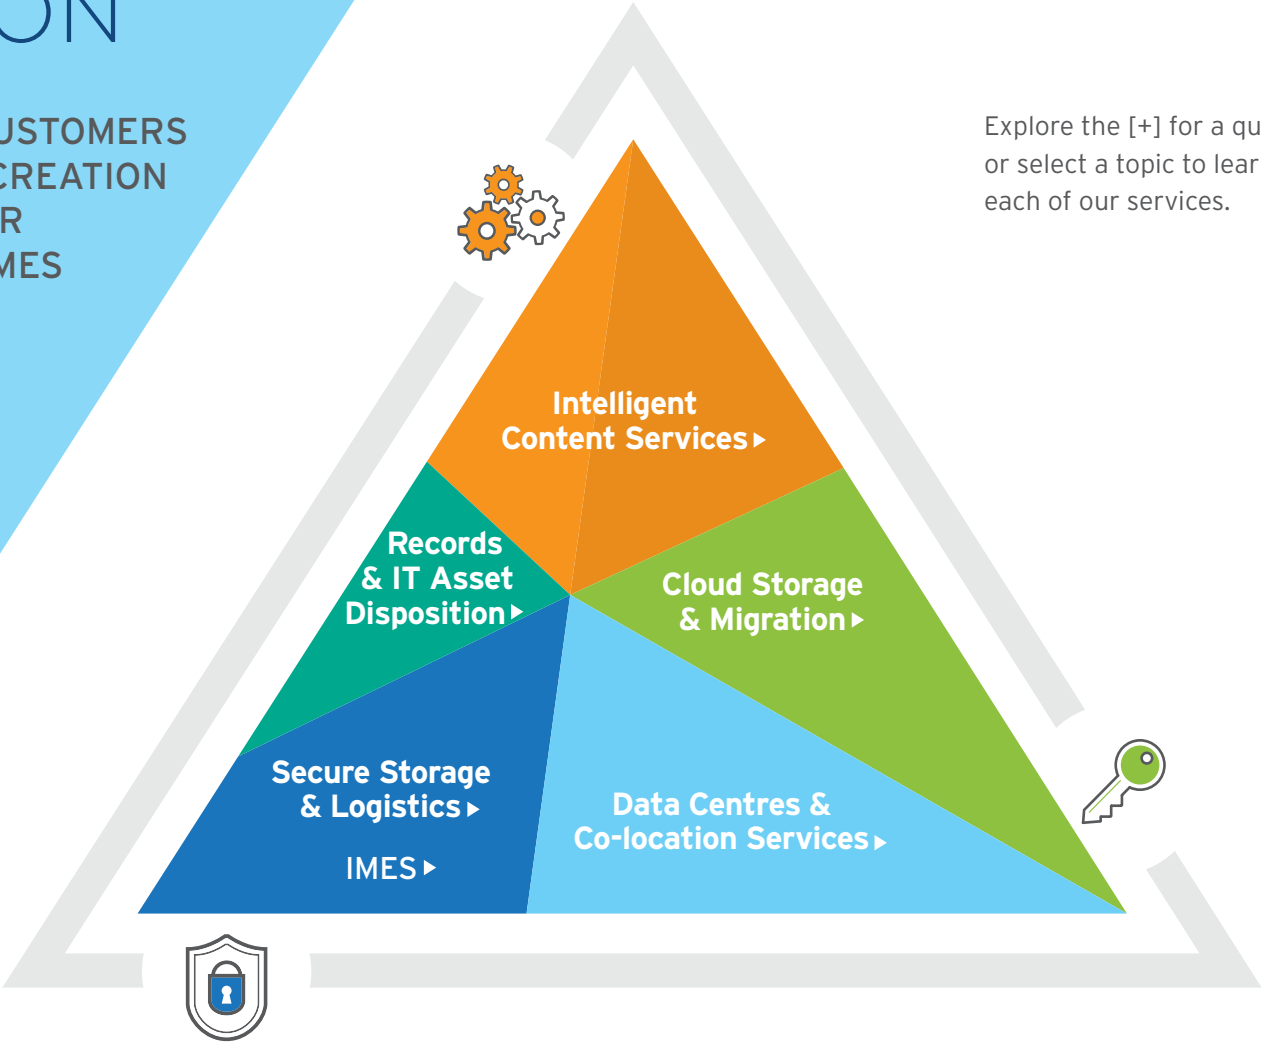 ON
USTOMERS
CREATION
R
MES
Explore the [+] for a qu
or select a topic to lear
each of our services.
Intelligent
Content Services
Records
& IT Asset
Disposition
Cloud Storage
& Migration
Secure Storage
& Logistics
IMES
Data Centres &
Co-location Services